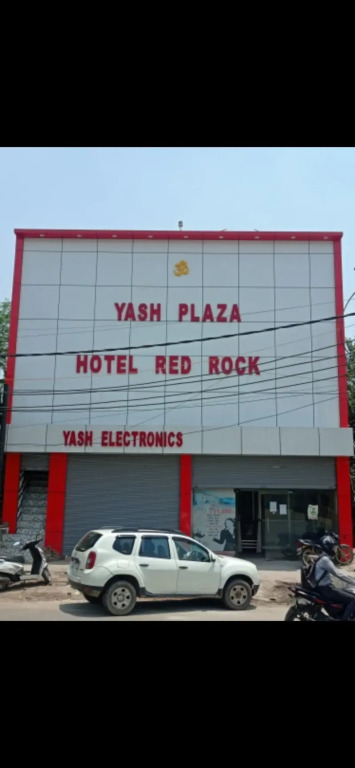 ॐ
YASH PLAZA
HOTEL RED ROCK
YASH ELECTRONICS